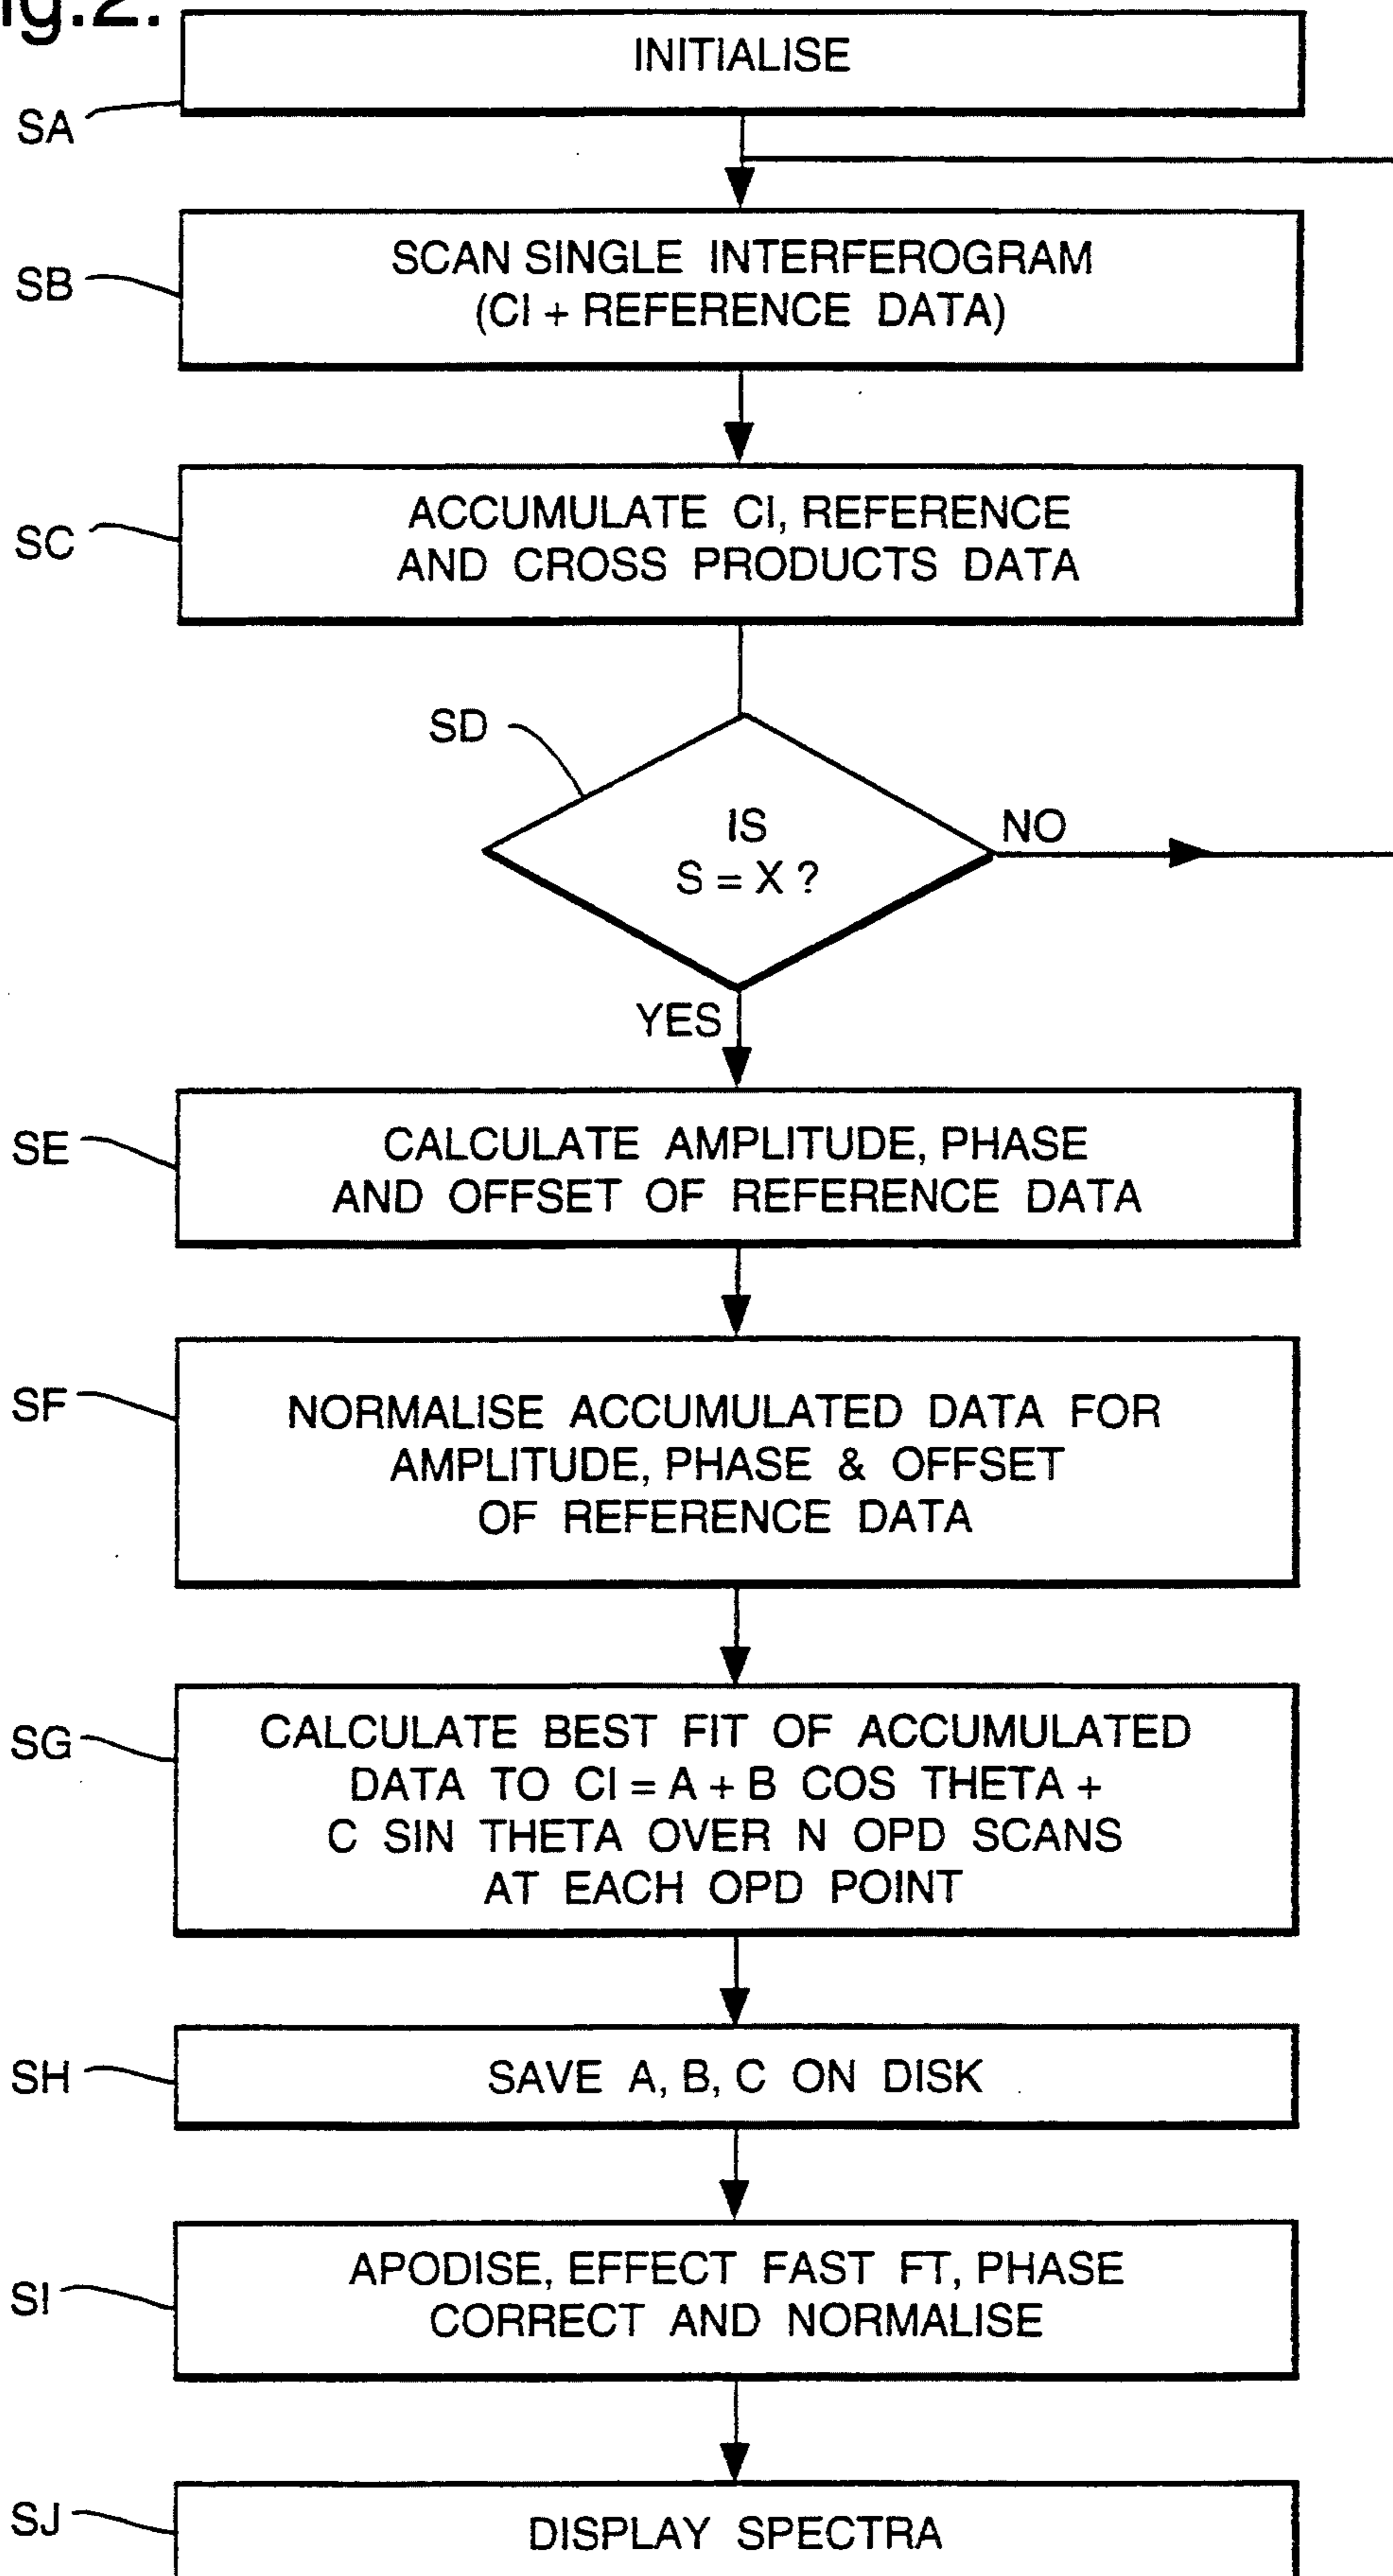 ig.2.
INITIALISE
SA
SB
SCAN SINGLE INTERFEROGRAM
(CI + REFERENCE DATA)
SC
ACCUMULATE CI, REFERENCE
AND CROSS PRODUCTS DATA
SD
IS
S = X ?
NO
YES
SE
CALCULATE AMPLITUDE, PHASE
AND OFFSET OF REFERENCE DATA
SF
NORMALISE ACCUMULATED DATA FOR
AMPLITUDE, PHASE & OFFSET
OF REFERENCE DATA
SG
CALCULATE BEST FIT OF ACCUMULATED
DATA TO CI = A + B COS THETA +
C SIN THETA OVER N OPD SCANS
AT EACH OPD POINT
SH
SAVE A, B, C ON DISK
SI
APODISE, EFFECT FAST FT, PHASE
CORRECT AND NORMALISE
SJ
DISPLAY SPECTRA